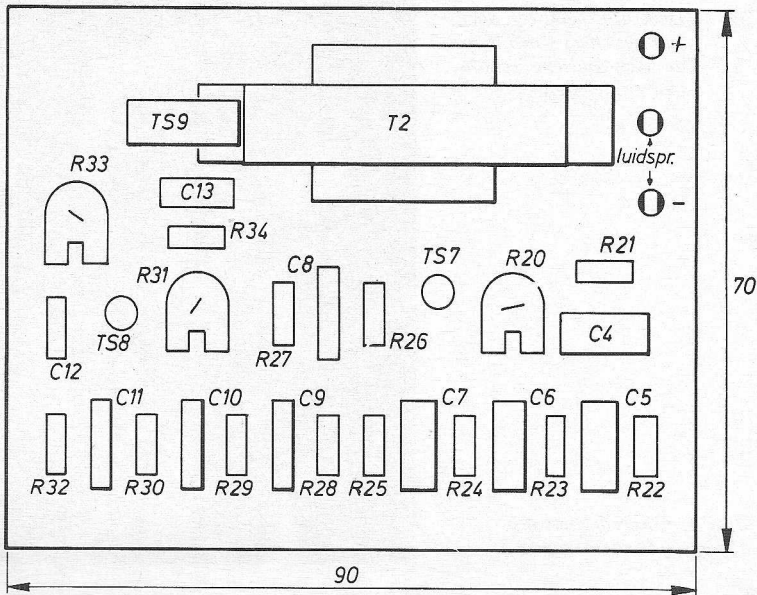 +
TS9 T2
luidspr.
R33
C13
-
R34
TS7
R21
C8
R20
R31
70
C4
TS8
R27
R26
C12
C11 C10 C9 C7 C6 C5
R32 R30 R29 R28 R25 R24 R23 R22
90